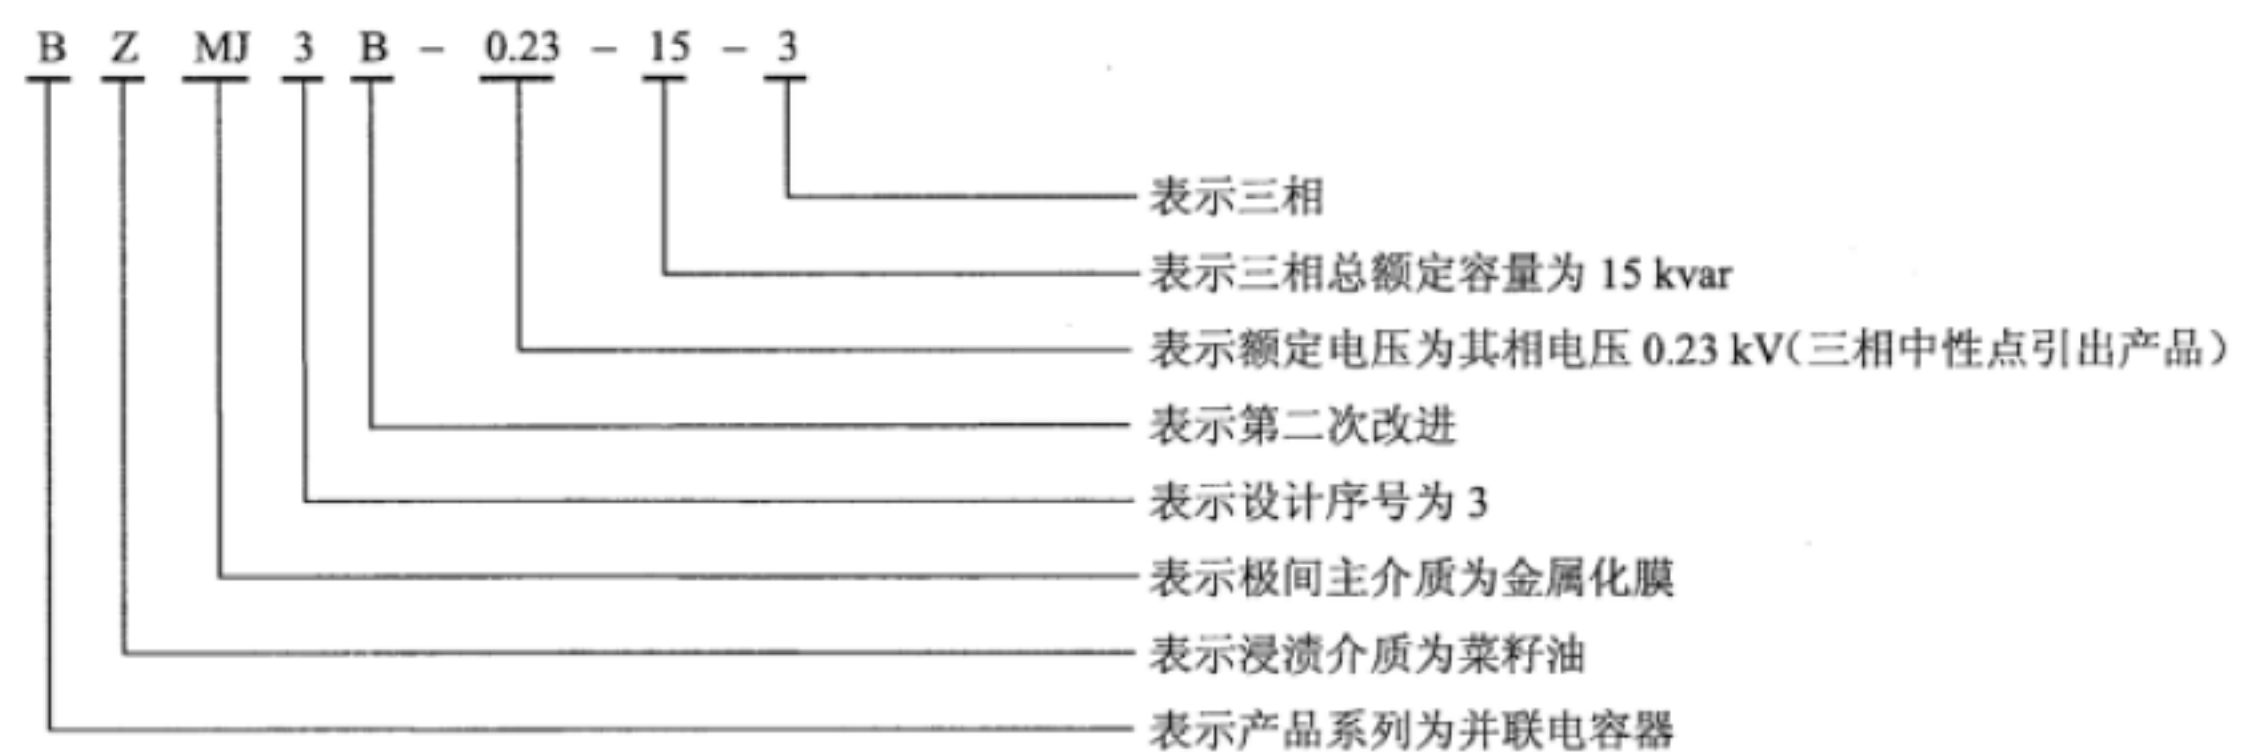 B Z MJ 3 B - 0.23 - 15 - 3
表示三相
表示三相总额定容量为 15 kvar
表示额定电压为其相电压 0.23 kV(三相中性点引出产品)
表示第二次改进
表示设计序号为 3
表示极间主介质为金属化膜
表示浸渍介质为菜籽油
表示产品系列为并联电容器